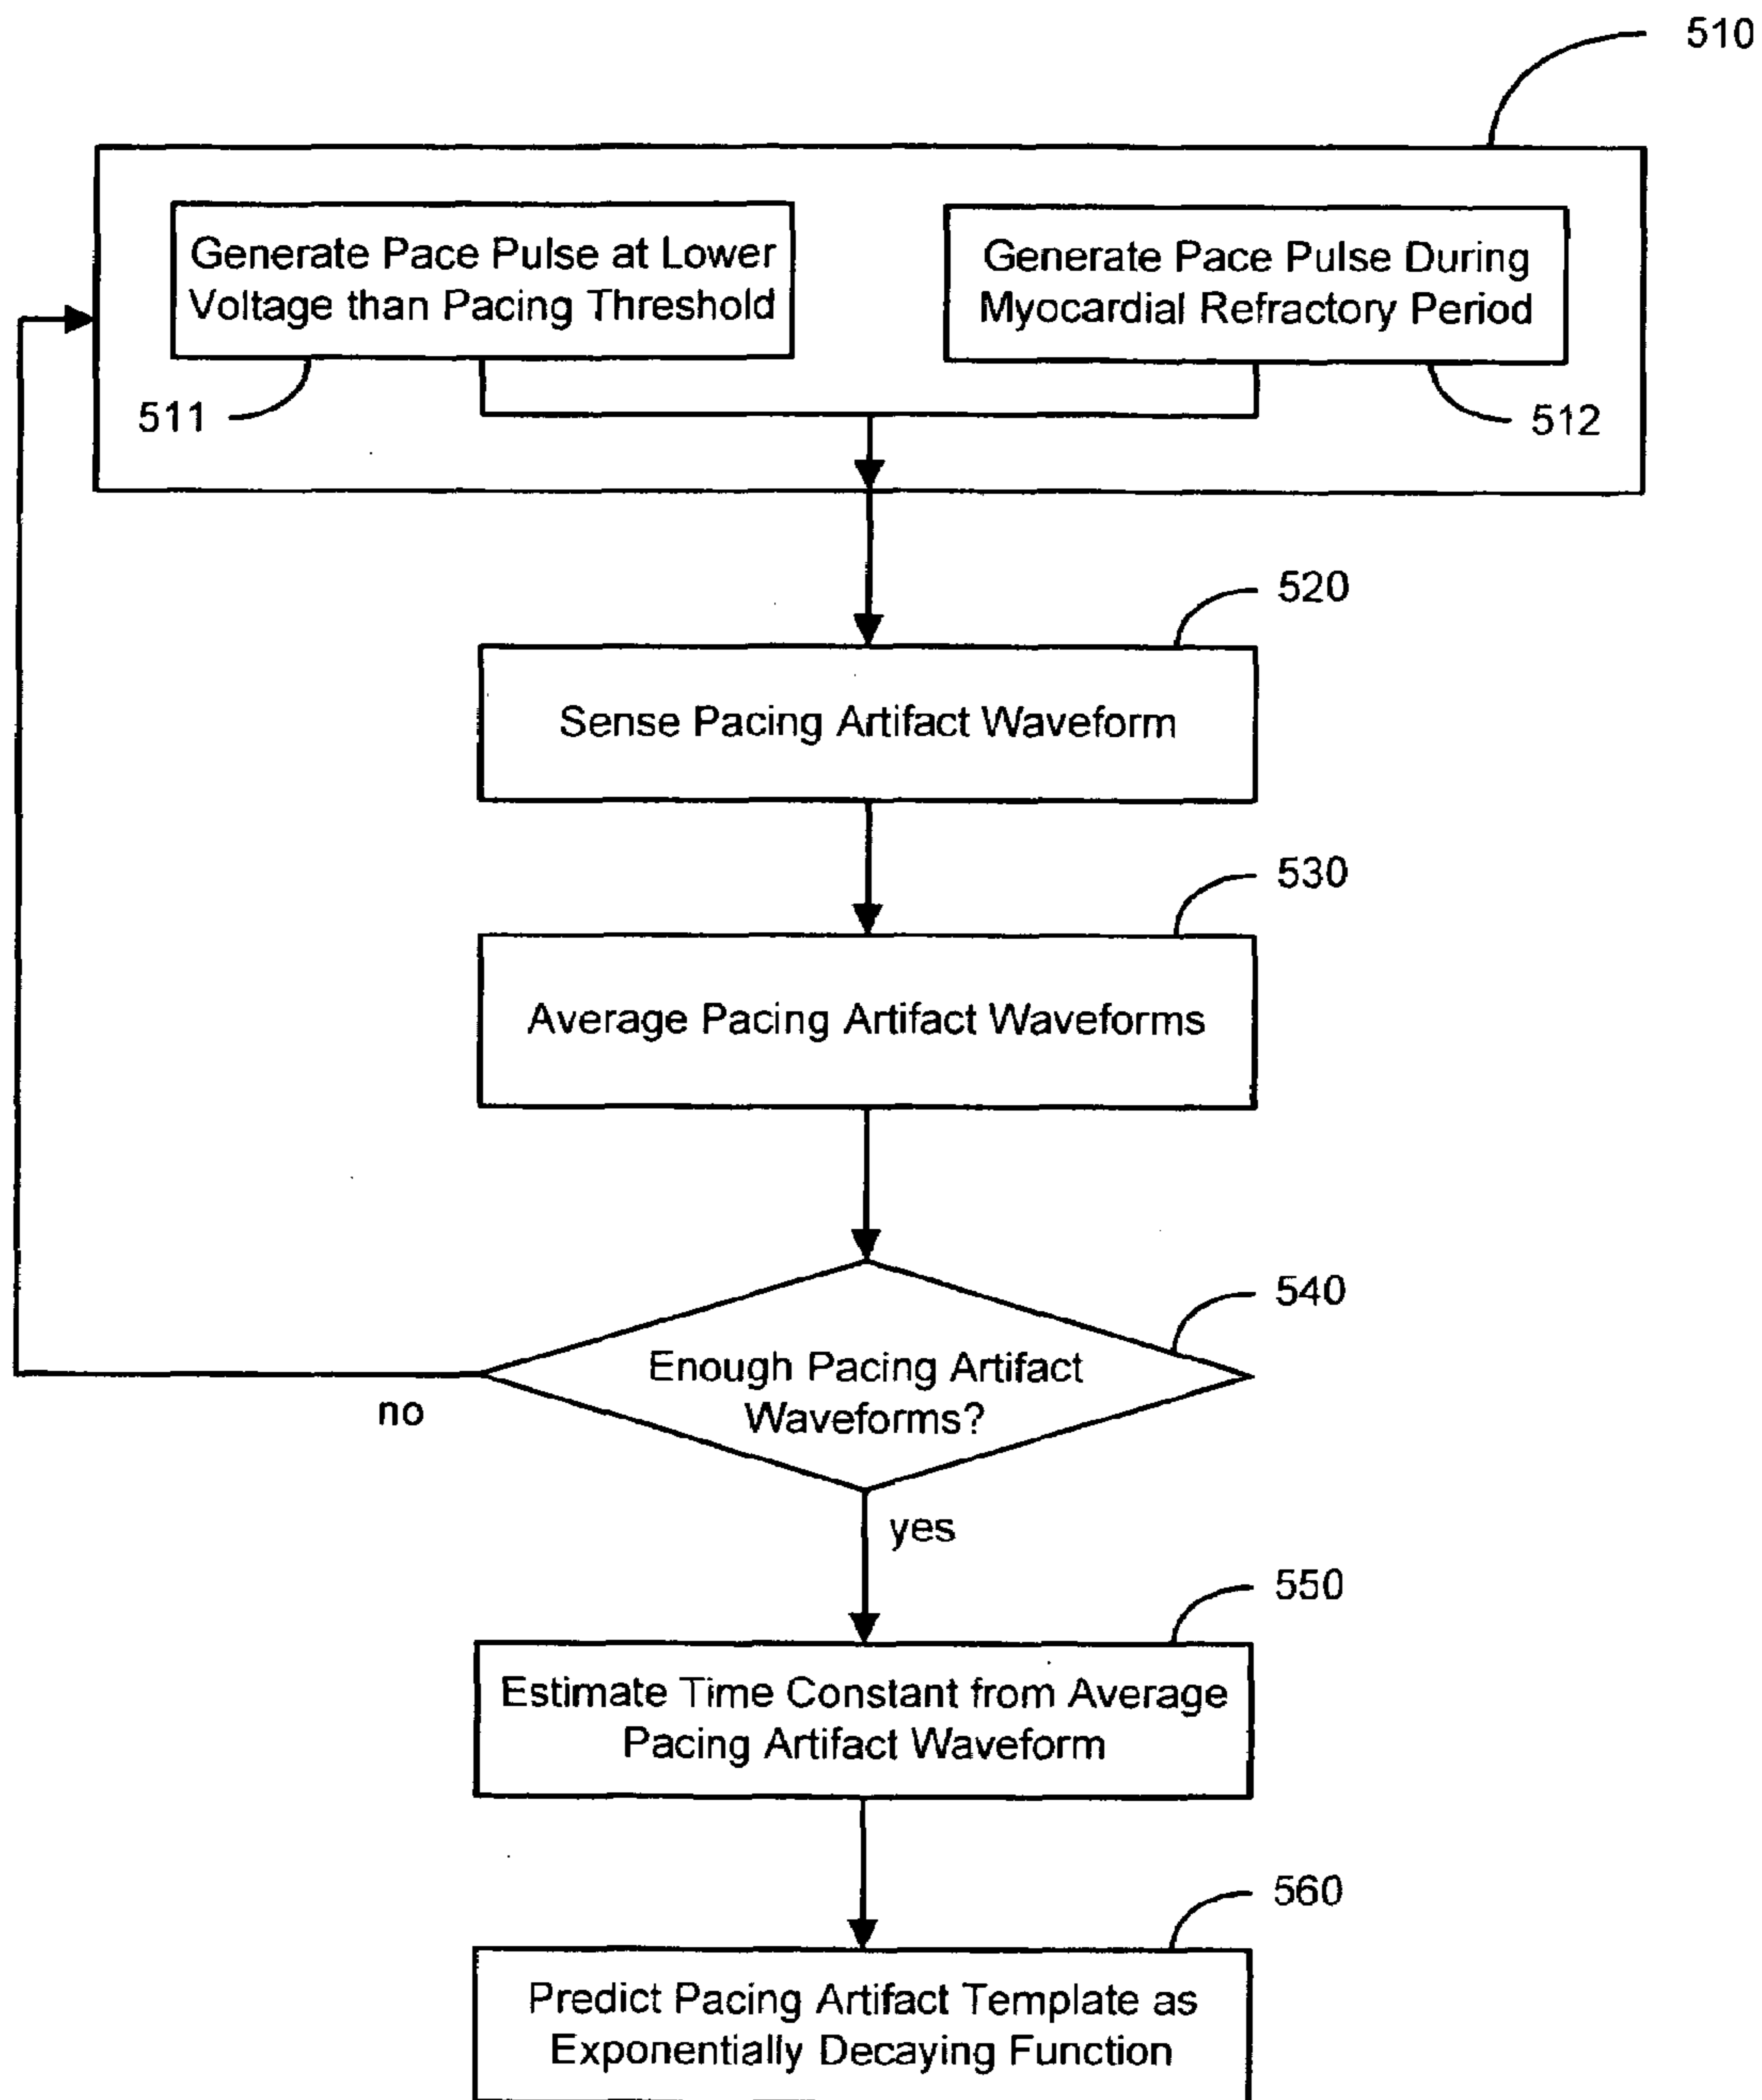 510
Generate Pace Pulse at Lower
Voltage than Pacing Threshold
Generate Pace Pulse During
Myocardial Refractory Period
511
512
520
Sense Pacing Artifact Waveform
530
Average Pacing Artifact Waveforms
540
Enough Pacing Artifact
Waveforms?
no
yes
550
Estimate Time Constant from Average
Pacing Artifact Waveform
560
Predict Pacing Artifact Template as
Exponentially Decaying Function